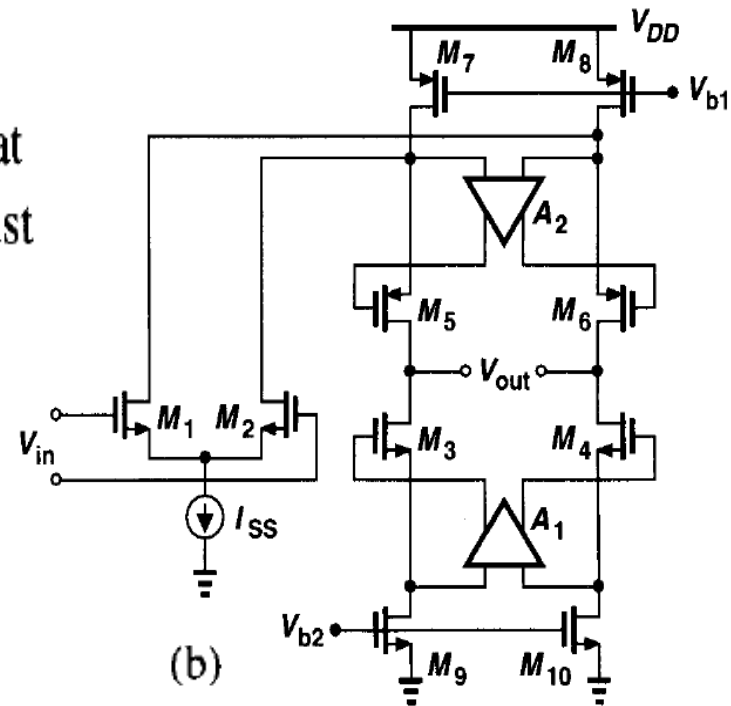 V_DD
M_7 M_8
V_b1
at
ust
A_2
M_5 M_6
V_out
M_1 M_2 M_3 M_4
V_in
A_1
I_SS
V_b2
(b)
M_9 M_10